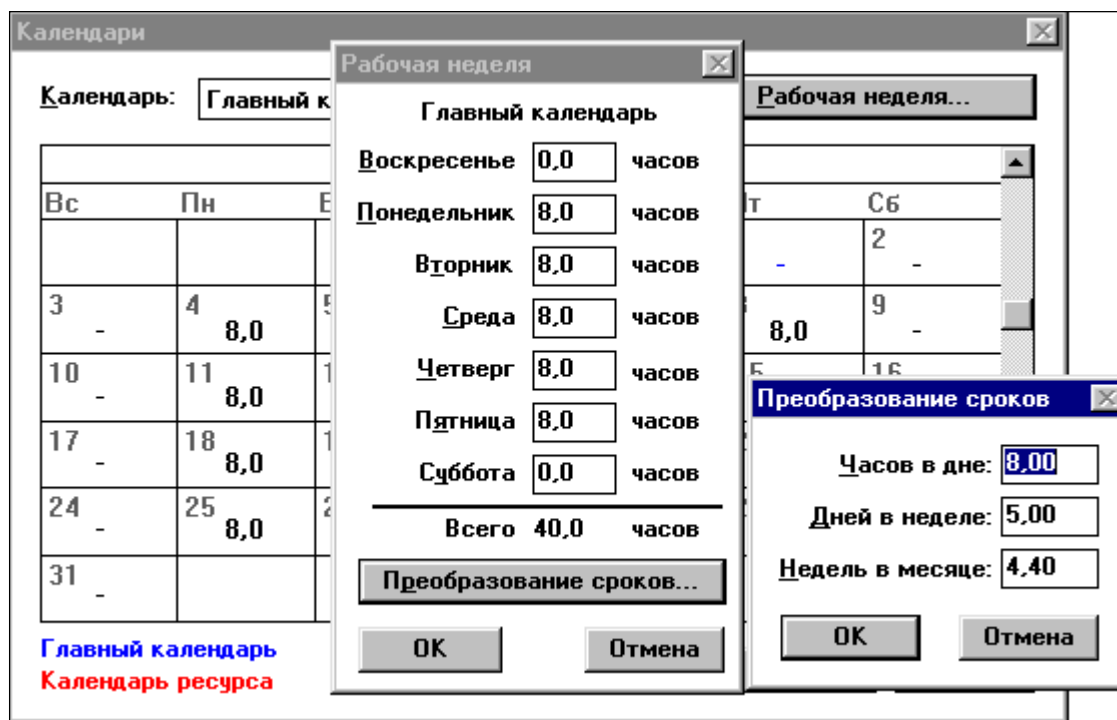 Календари
Календарь: Главный к
Рабочая неделя...
Вс Пн Сб
2
-
-
3 4 9
- 8,0 8,0 -
10 11 16
- 8,0
17 18
- 8,0
24 25
- 8,0
31
-
Главный календарь
Календарь ресурса
Рабочая неделя
Главный календарь
Воскресенье 0,0 часов
Понедельник 8,0 часов
Вторник 8,0 часов
Среда 8,0 часов
Четверг 8,0 часов
Пятница 8,0 часов
Суббота 0,0 часов
Всего 40,0 часов
Преобразование сроков...
OK Отмена
Преобразование сроков
Часов в дне: 8,00
Дней в неделе: 5,00
Недель в месяце: 4,40
OK Отмена